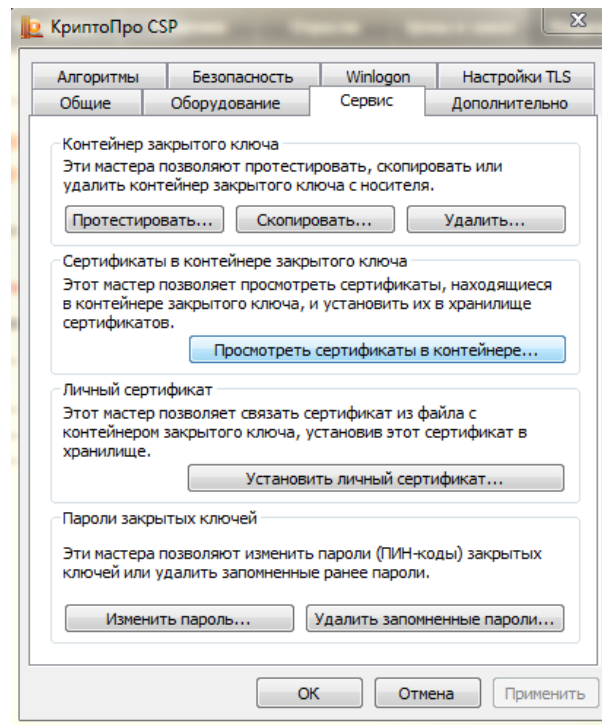 КриптоПро CSP
Алгоритмы Безопасность Winlogon Настройки TLS
Общие Оборудование Сервис Дополнительно
Контейнер закрытого ключа
Эти мастера позволяют протестировать, скопировать или
удалить контейнер закрытого ключа с носителя.
Протестировать... Скопировать... Удалить...
Сертификаты в контейнере закрытого ключа
Этот мастер позволяет просмотреть сертификаты, находящиеся
в контейнере закрытого ключа, и установить их в хранилище
сертификатов.
Просмотреть сертификаты в контейнере...
Личный сертификат
Этот мастер позволяет связать сертификат из файла с
контейнером закрытого ключа, установив этот сертификат в
хранилище.
Установить личный сертификат...
Пароли закрытых ключей
Эти мастера позволяют изменить пароли (ПИН-коды) закрытых
ключей или удалить запомненные ранее пароли.
Изменить пароль... Удалить запомненные пароли...
ОК Отмена Применить